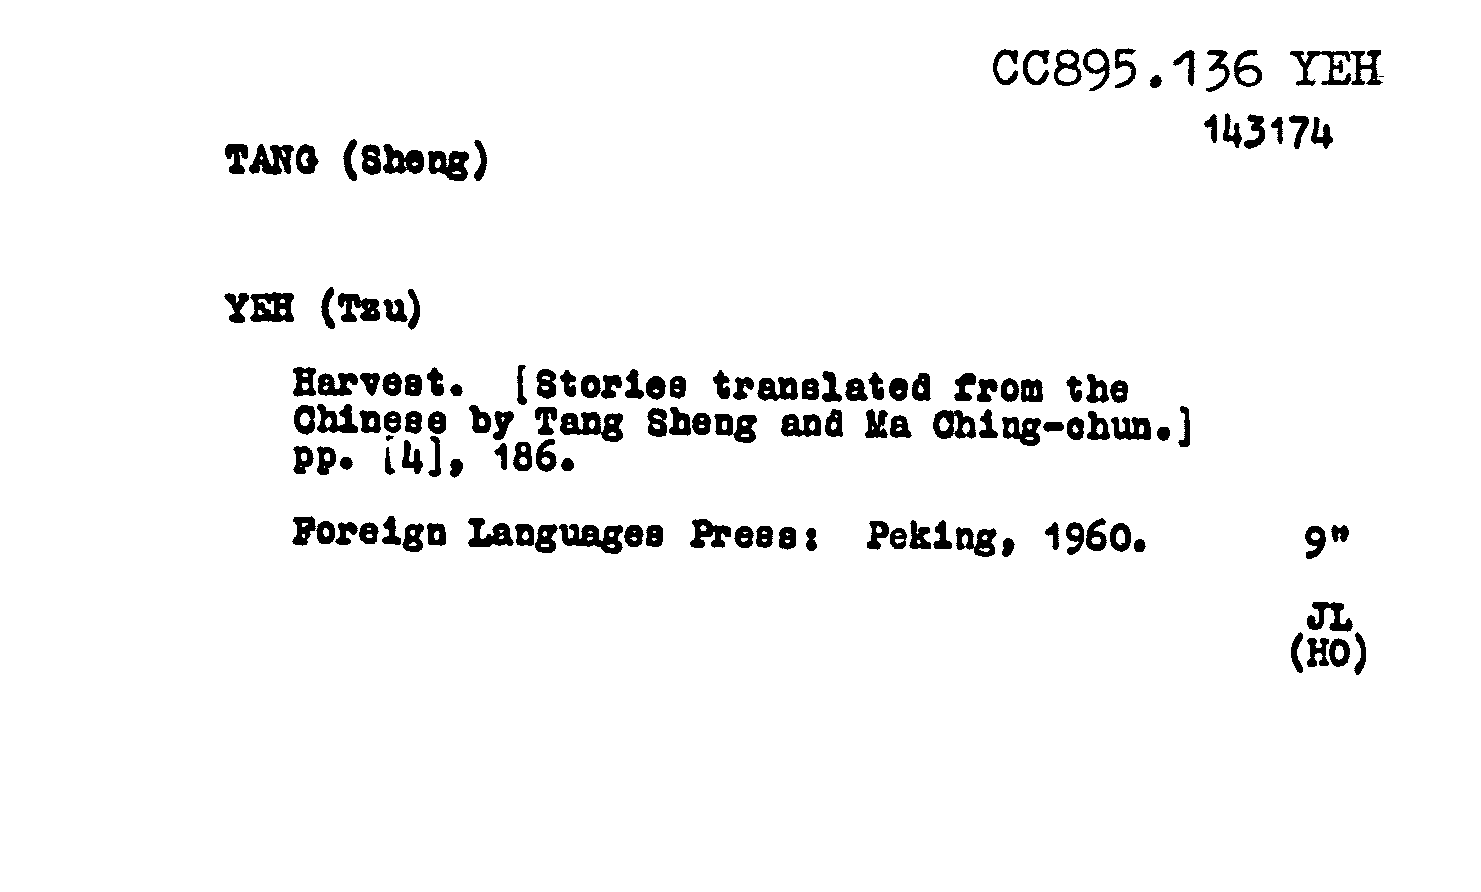 CC895.136 YEH
143174
TANG (Sheng)
YEH (Tzu)
Harvest. [Stories translated from the
Chinese by Tang Sheng and Ma Ching-chun.]
pp. [4], 186.
Foreign Languages Press: Peking, 1960. 9"
JL
(HO)